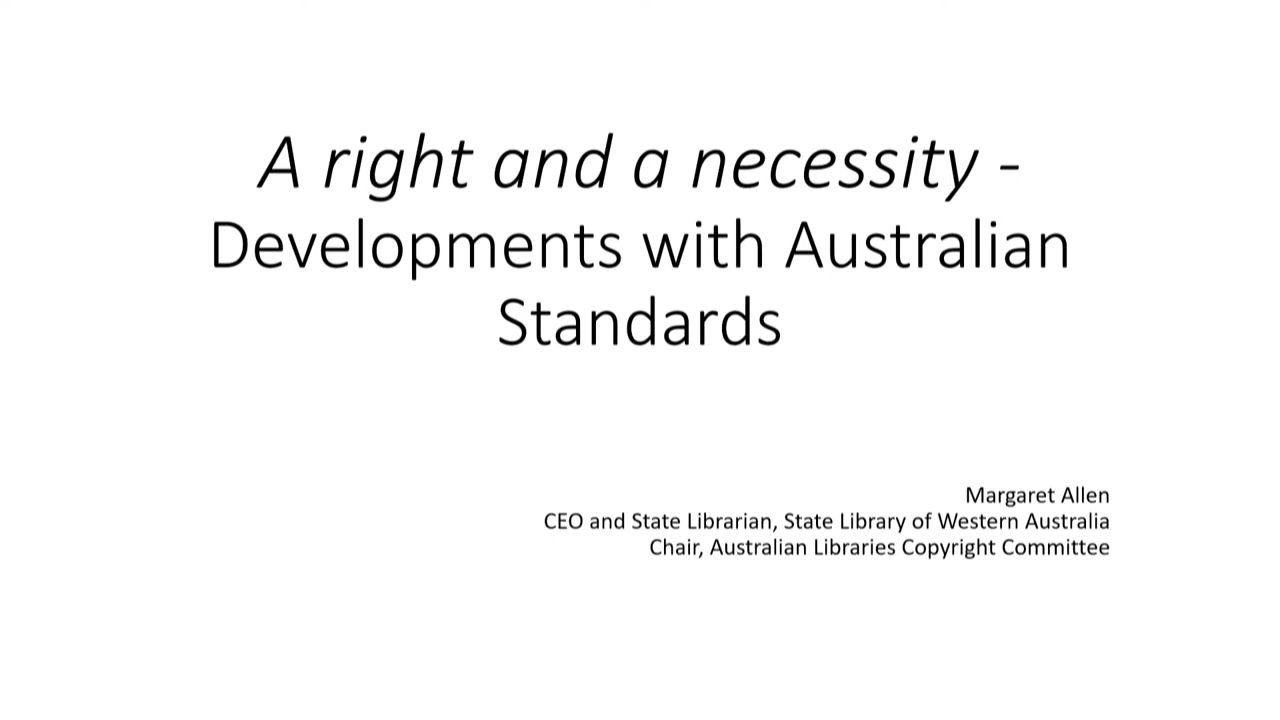 A right and a necessity -
Developments with Australian
Standards
Margaret Allen
CEO and State Librarian, State Library of Western Australia
Chair, Australian Libraries Copyright Committee